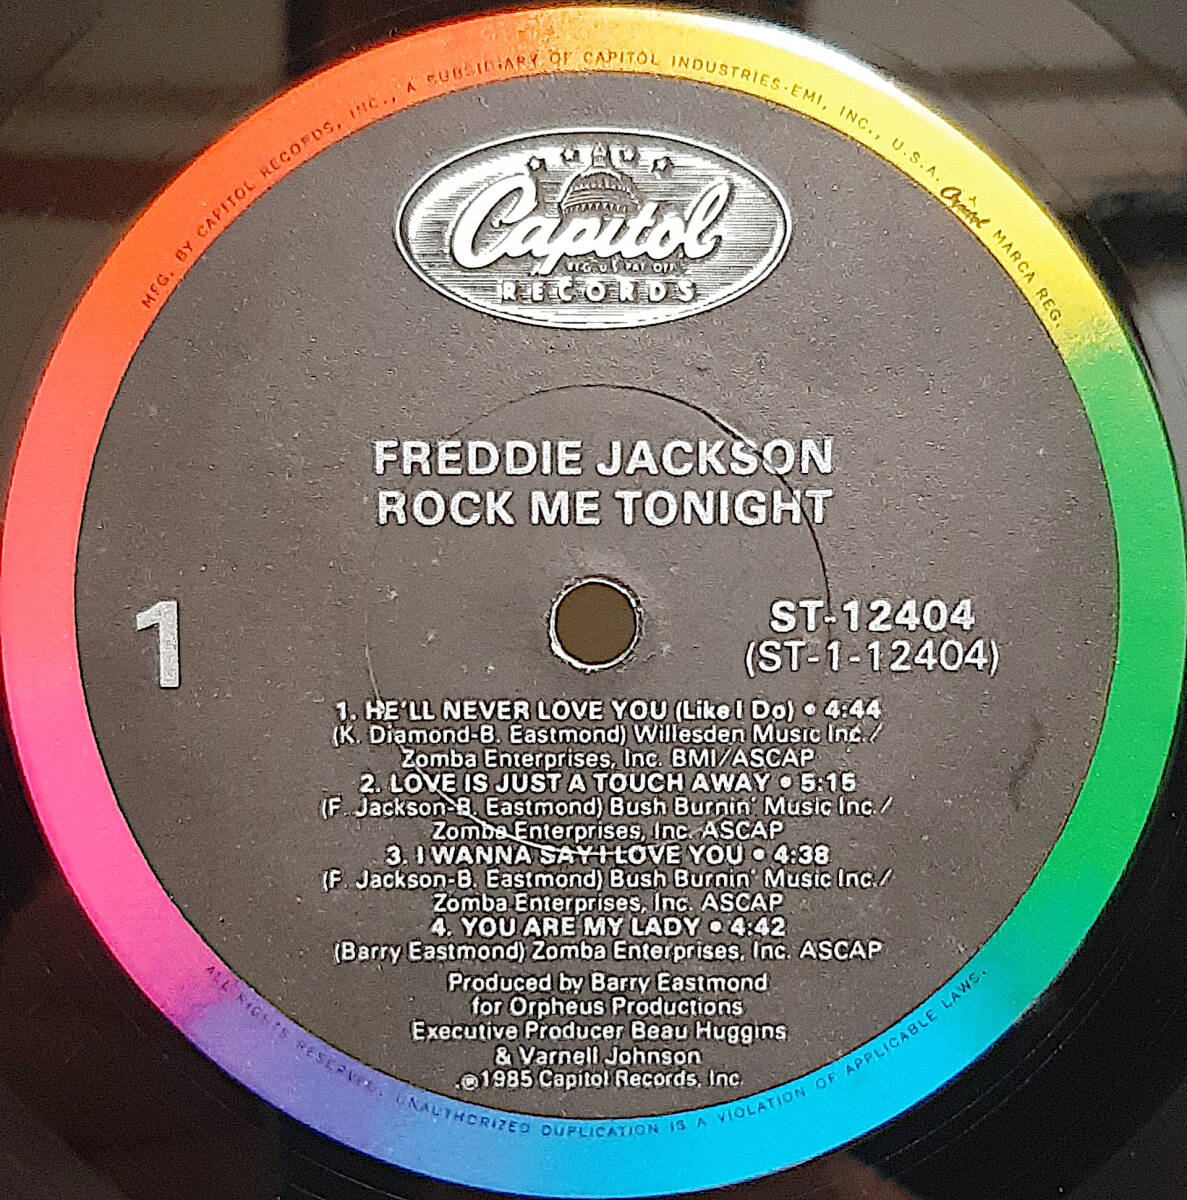 MFG. BY CAPITOL RECORDS, INC., A SUBSIDIARY OF CAPITOL INDUSTRIES-EMI, INC., U.S.A. Capitol MARCA REG.
Capitol
REG. U.S. PAT. OFF.
RECORDS
FREDDIE JACKSON
ROCK ME TONIGHT
1
ST-12404
(ST-1-12404)
1. HE'LL NEVER LOVE YOU (Like I Do) • 4:44
(K. Diamond-B. Eastmond) Willesden Music Inc./
Zomba Enterprises, Inc. BMI/ASCAP
2. LOVE IS JUST A TOUCH AWAY • 5:15
(F. Jackson-B. Eastmond) Bush Burnin' Music Inc./
Zomba Enterprises, Inc. ASCAP
3. I WANNA SAY I LOVE YOU • 4:38
(F. Jackson-B. Eastmond) Bush Burnin' Music Inc./
Zomba Enterprises, Inc. ASCAP
4. YOU ARE MY LADY • 4:42
(Barry Eastmond) Zomba Enterprises, Inc. ASCAP
Produced by Barry Eastmond
for Orpheus Productions
Executive Producer Beau Huggins
& Varnell Johnson
℗1985 Capitol Records, Inc.
ALL RIGHTS RESERVED. UNAUTHORIZED DUPLICATION IS A VIOLATION OF APPLICABLE LAWS.